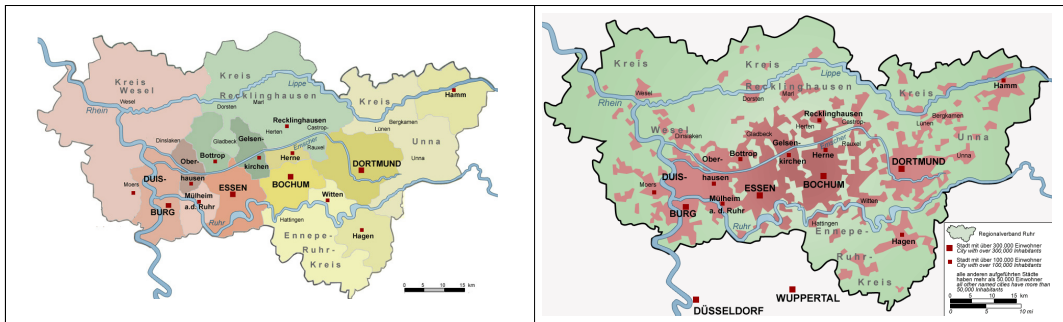 Kreis
Wesel
Kreis
Recklinghausen
Lippe
Rhein
Wesel
Dorsten
Marl
Kreis
Hamm
Recklinghausen
Bergkamen
Lünen
Dinslaken
Gladbeck
Gelsen-
kirchen
Herten
Castrop-
Rauxel
Emscher
Unna
Bottrop
Ober-
hausen
Herne
DORTMUND
Unna
Moers
DUIS-
BURG
Mülheim
a.d. Ruhr
ESSEN
BOCHUM
Witten
Ruhr
Hattingen
Hagen
Ennepe-
Ruhr-
Kreis
0 5 10 15 km
Kreis
Wesel
Kreis
Recklinghausen
Lippe
Rhein
Wesel
Dorsten
Marl
Kreis
Hamm
Recklinghausen
Bergkamen
Lünen
Dinslaken
Gladbeck
Gelsen-
kirchen
Herten
Castrop-
Rauxel
Emscher
Unna
Bottrop
Ober-
hausen
Herne
DORTMUND
Unna
Moers
DUIS-
BURG
Mülheim
a. d. Ruhr
ESSEN
BOCHUM
Witten
Ruhr
Hattingen
Hagen
Ennepe-
Ruhr-
Kreis
WUPPERTAL
DÜSSELDORF
Regionalverband Ruhr
Stadt mit über 300.000 Einwohner
City with over 300,000 Inhabitants
Stadt mit über 100.000 Einwohner
City with over 100,000 Inhabitants
alle anderen aufgeführten Städte
haben mehr als 50.000 Einwohner
all other named cities have more than
50,000 Inhabitants
0 5 10 15 km
0 5 10 mi